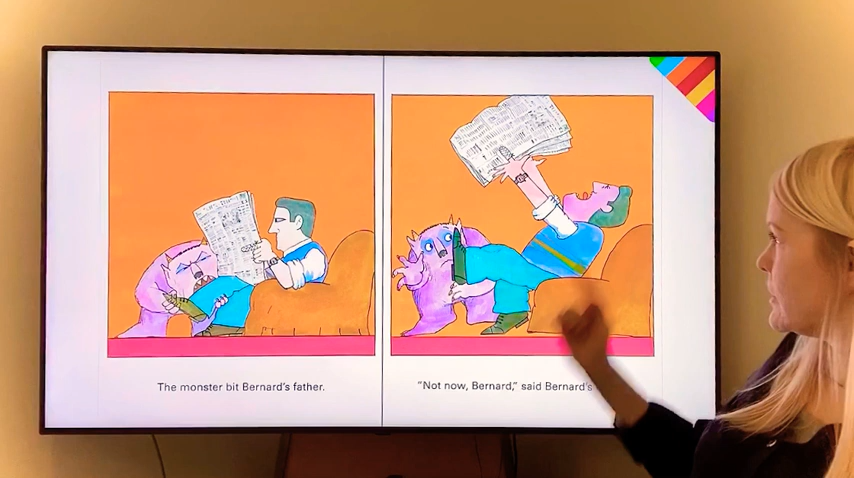 The monster bit Bernard's father.
"Not now, Bernard," said Bernard's